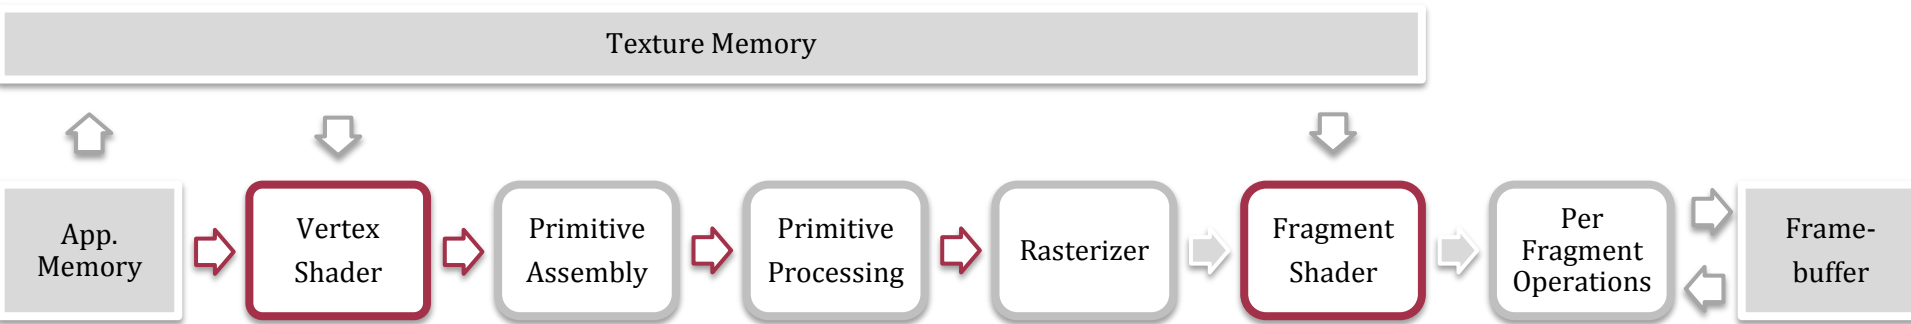 Texture Memory
App.
Memory
Vertex
Shader
Primitive
Assembly
Primitive
Processing
Rasterizer
Fragment
Shader
Per
Fragment
Operations
Frame-
buffer